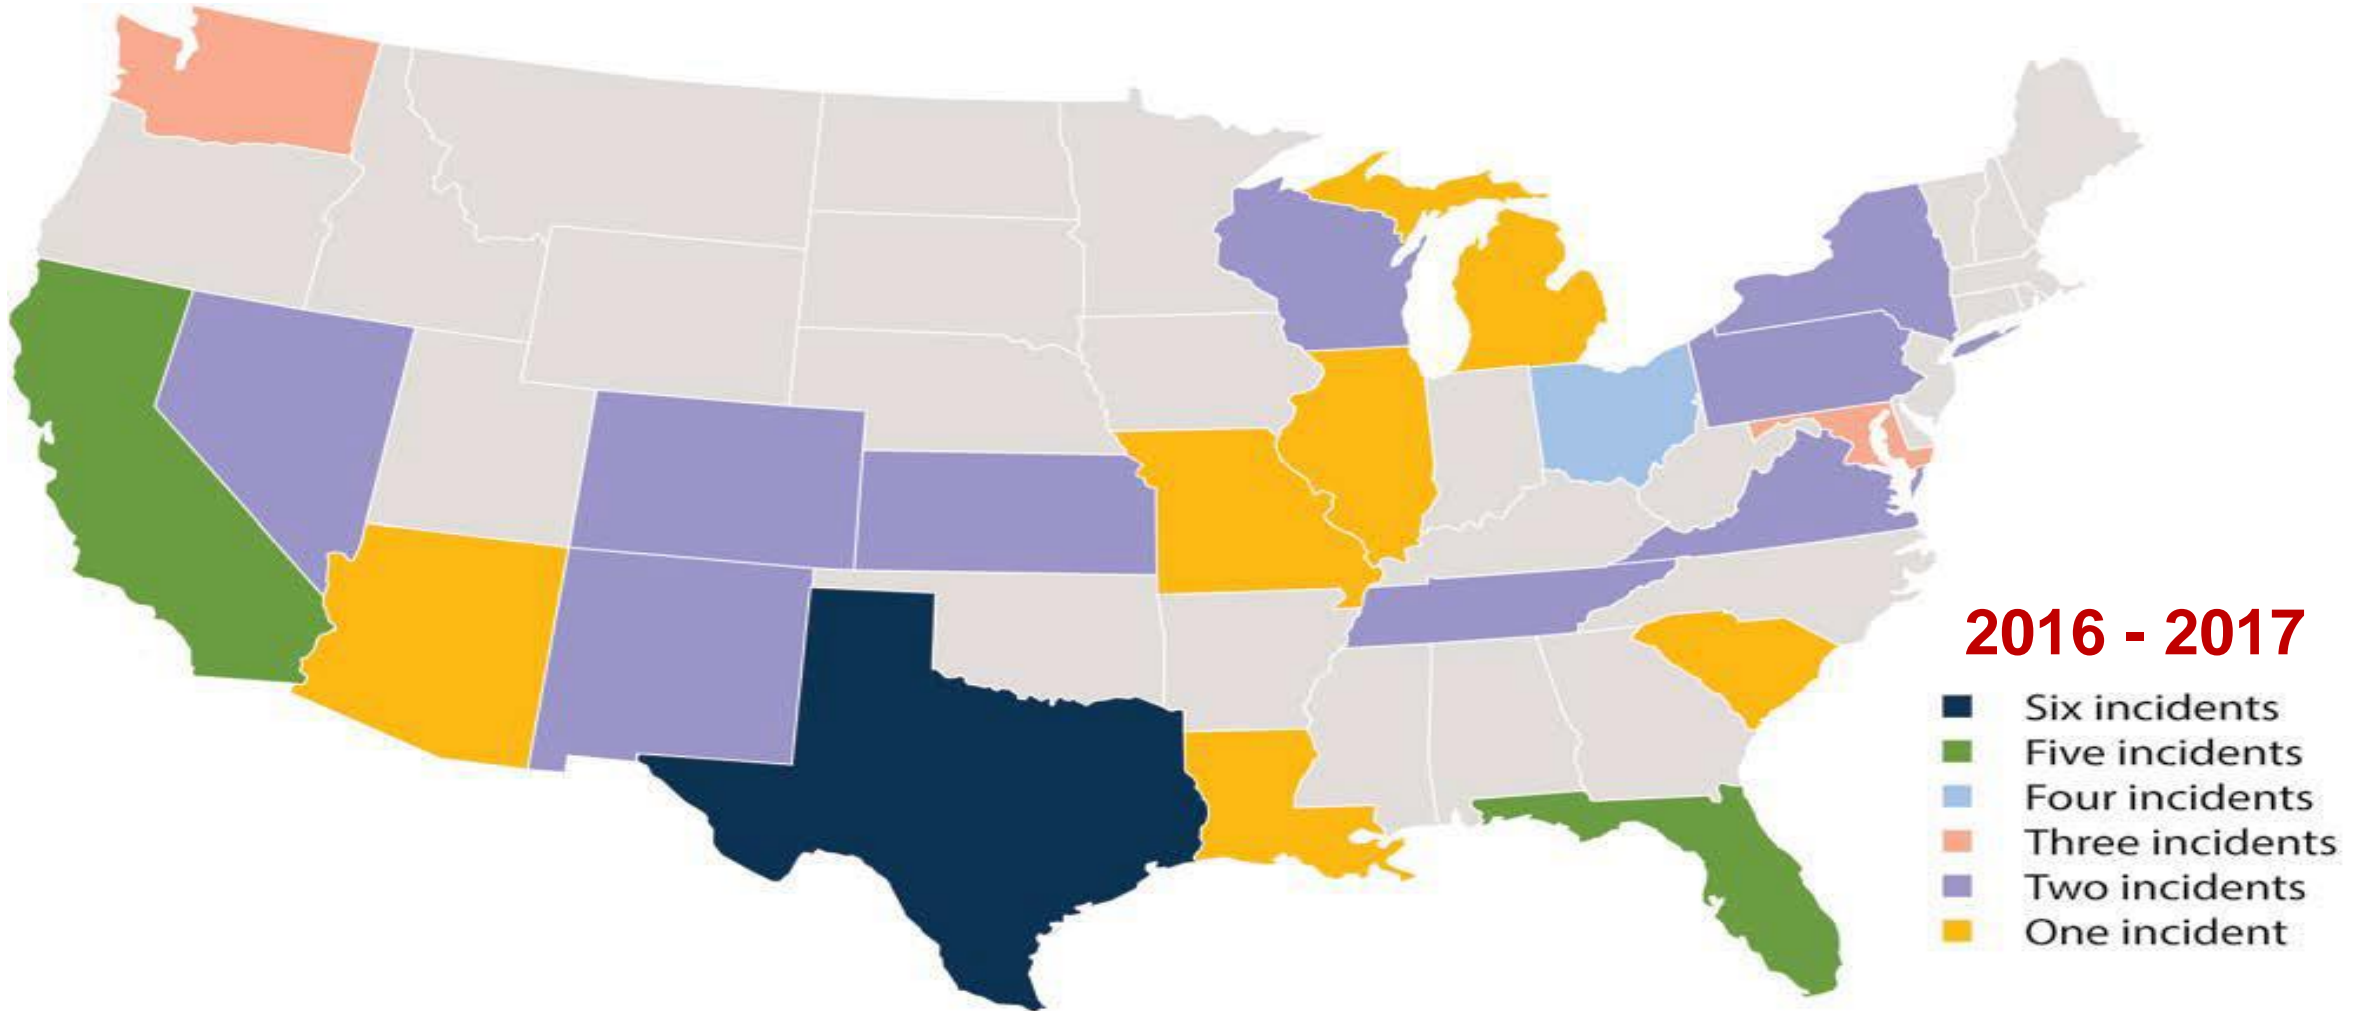 2016 - 2017
Six incidents
Five incidents
Four incidents
Three incidents
Two incidents
One incident